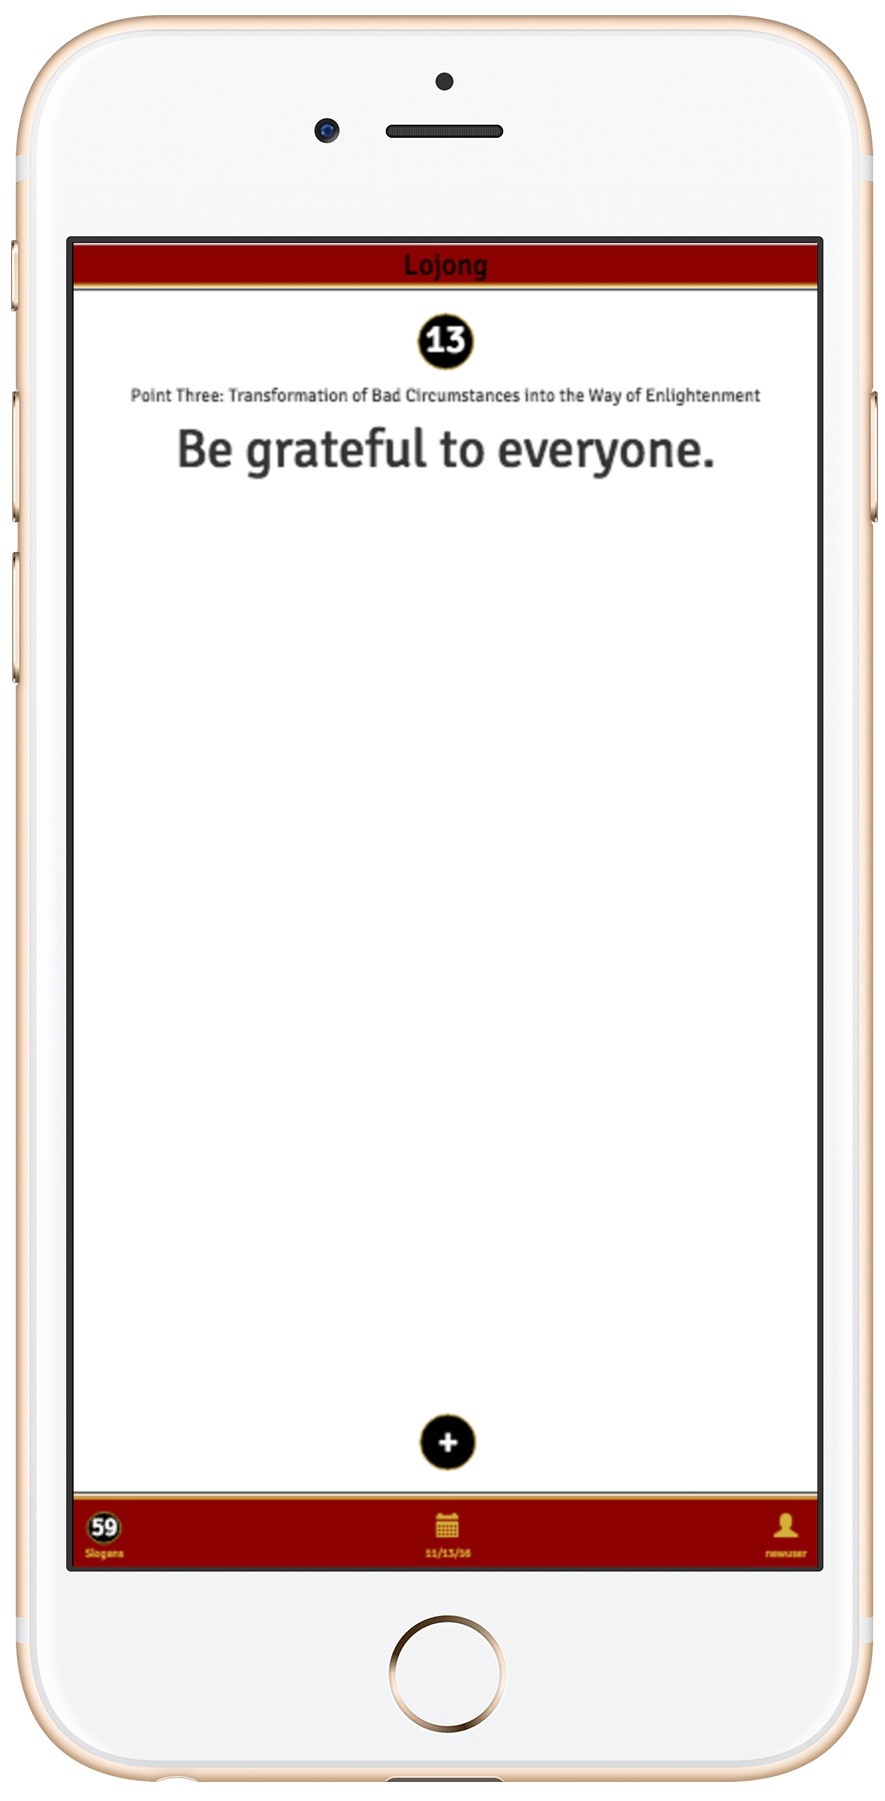 Lojong
13
Point Three: Transformation of Bad Circumstances into the Way of Enlightenment
Be grateful to everyone.
+
59
Slogans
11/13/16
newuser